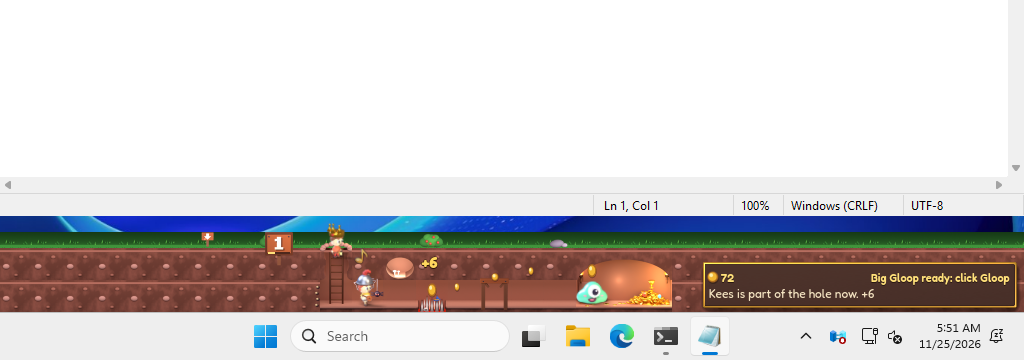 Ln 1, Col 1
100%
Windows (CRLF)
UTF-8
1
+6
72
Big Gloop ready: click Gloop
Kees is part of the hole now. +6
Search
5:51 AM
11/25/2026